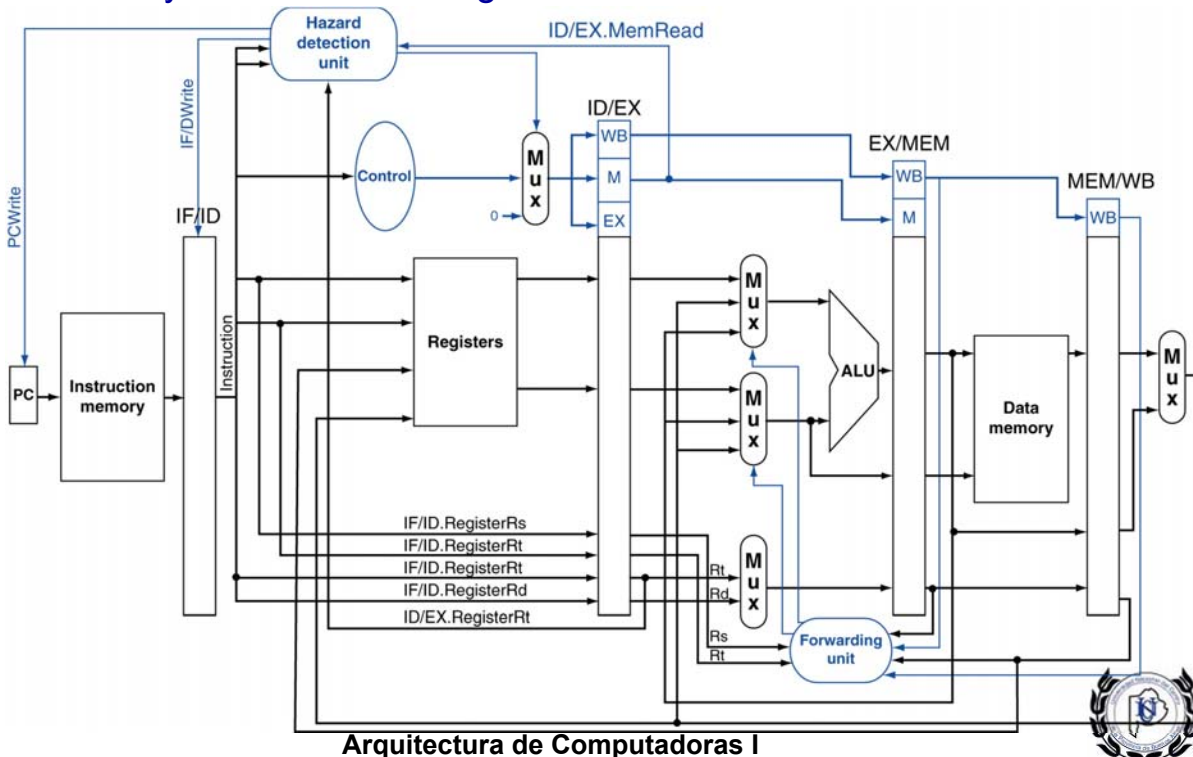 Hazard
detection
unit
ID/EX.MemRead
PCWrite
IF/DWrite
IF/ID
Control
0
M
u
x
ID/EX
WB
M
EX
EX/MEM
WB
M
MEM/WB
WB
PC
Instruction
memory
Instruction
Registers
M
u
x
M
u
x
ALU
Data
memory
M
u
x
IF/ID.RegisterRs
IF/ID.RegisterRt
IF/ID.RegisterRt
IF/ID.RegisterRd
ID/EX.RegisterRt
Rt
Rd
M
u
x
Rs
Rt
Forwarding
unit
Arquitectura de Computadoras I